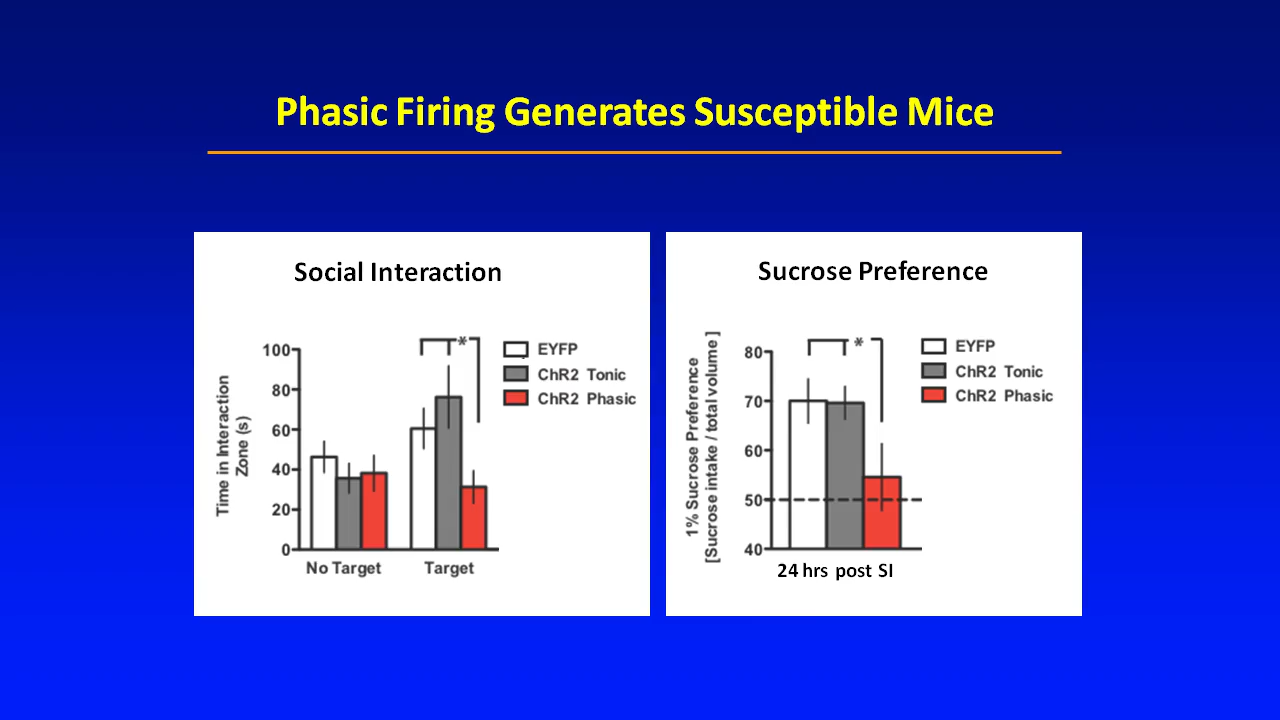 Phasic Firing Generates Susceptible Mice
Social Interaction
Time in Interaction
Zone (s)
100
80
60
40
20
0
*
EYFP
ChR2 Tonic
ChR2 Phasic
No Target
Target
Sucrose Preference
1% Sucrose Preference
[Sucrose intake / total volume ]
80
70
60
50
40
*
EYFP
ChR2 Tonic
ChR2 Phasic
24 hrs post SI